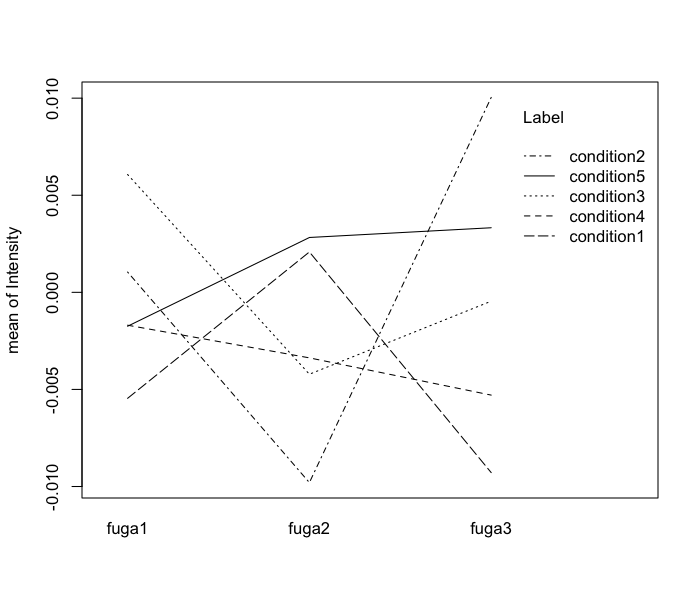 mean of Intensity
0.010
0.005
0.000
-0.005
-0.010
fuga1
fuga2
fuga3
Label
condition2
condition5
condition3
condition4
condition1